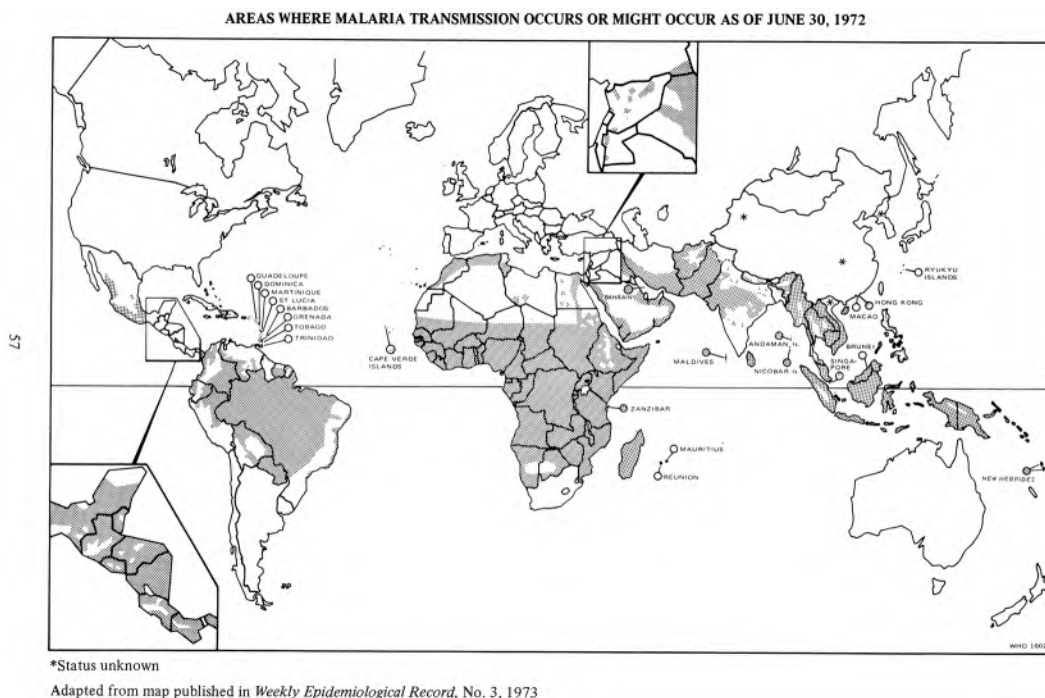 AREAS WHERE MALARIA TRANSMISSION OCCURS OR MIGHT OCCUR AS OF JUNE 30, 1972
GUADELOUPE
DOMINICA
MARTINIQUE
ST LUCIA
BARBADOS
GRENADA
TOBAGO
TRINIDAD
CAPE VERDE
ISLANDS
BAHRAIN
*
*
*
*
RYUKYU
ISLANDS
HONG KONG
MACAO
ANDAMAN Is.
BRUNEI
MALDIVES
SINGA-
PORE
NICOBAR Is.
ZANZIBAR
MAURITIUS
REUNION
NEW HEBRIDES
57
*Status unknown
Adapted from map published in Weekly Epidemiological Record, No. 3, 1973